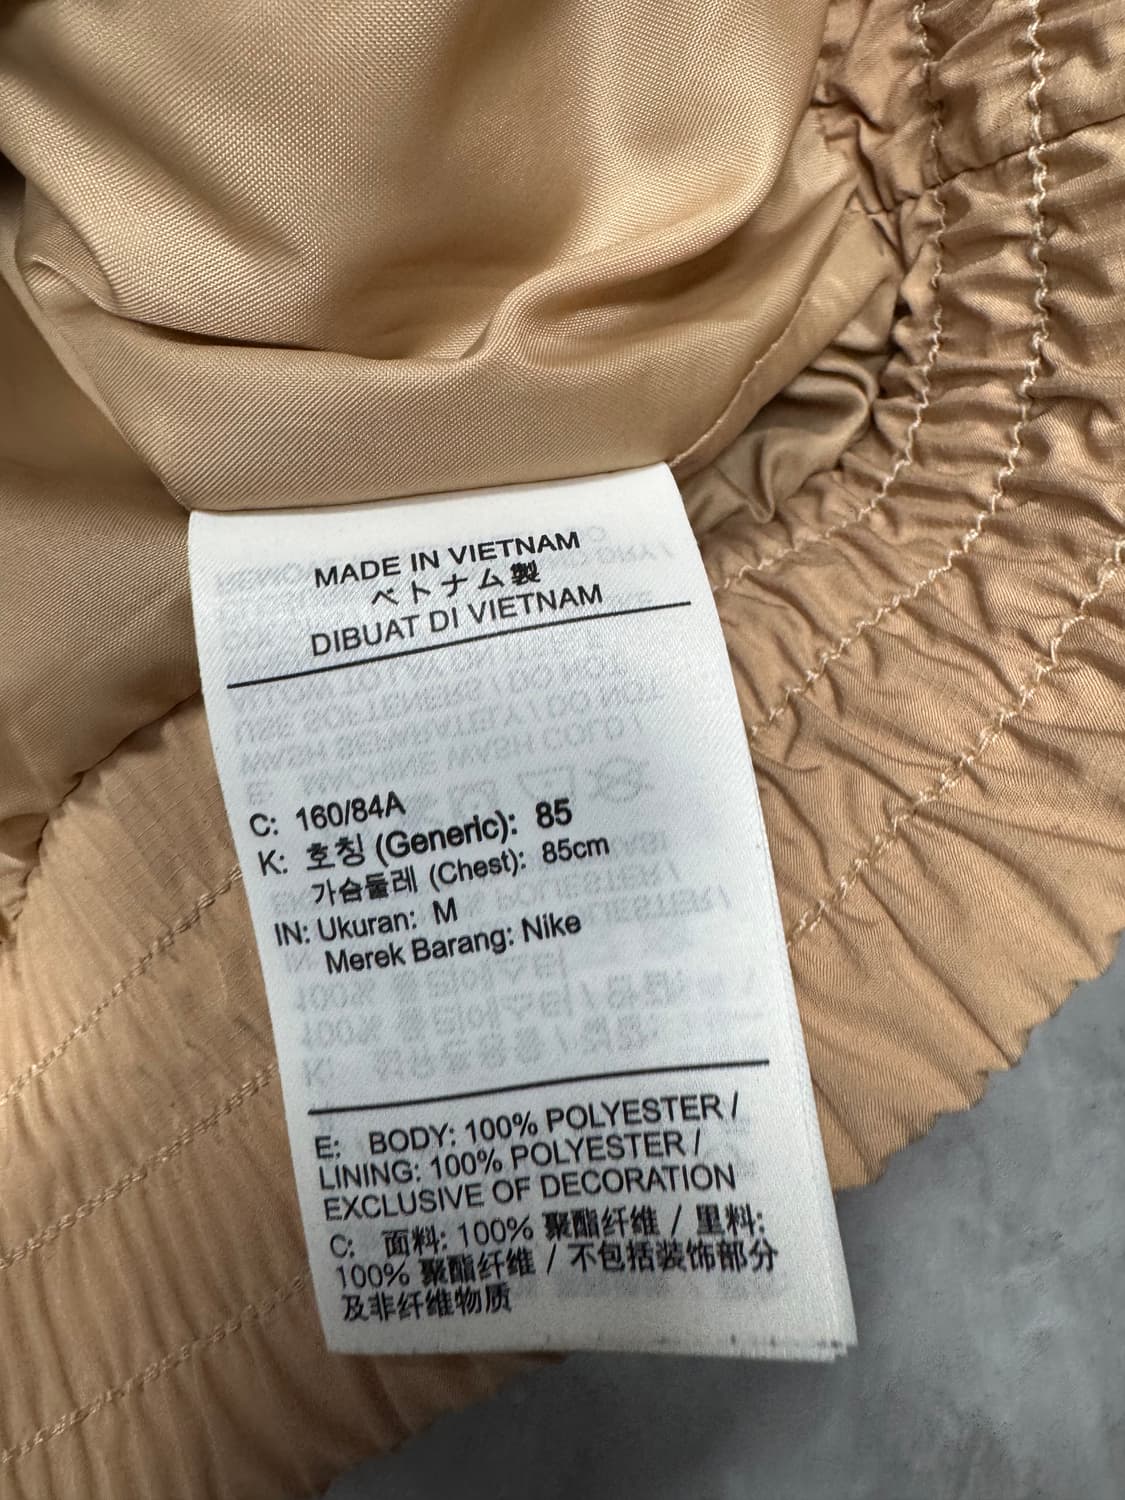 MADE IN VIETNAM
ベトナム製
DIBUAT DI VIETNAM
C: 160/84A
K: 호칭 (Generic): 85
가슴둘레 (Chest): 85cm
IN: Ukuran: M
Merek Barang: Nike
E: BODY: 100% POLYESTER /
LINING: 100% POLYESTER /
EXCLUSIVE OF DECORATION
C: 面料: 100% 聚酯纤维 / 里料:
100% 聚酯纤维 / 不包括装饰部分
及非纤维物质